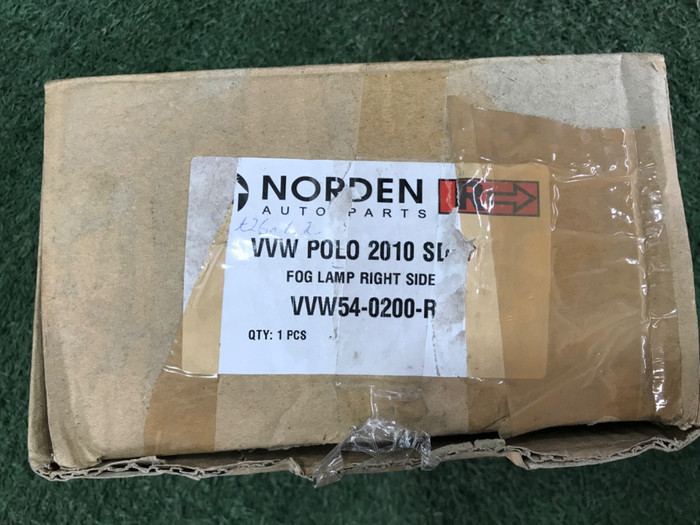 NORDEN R
AUTO PARTS
VVW POLO 2010
FOG LAMP RIGHT SIDE
VVW54-0200-R
QTY: 1 PCS